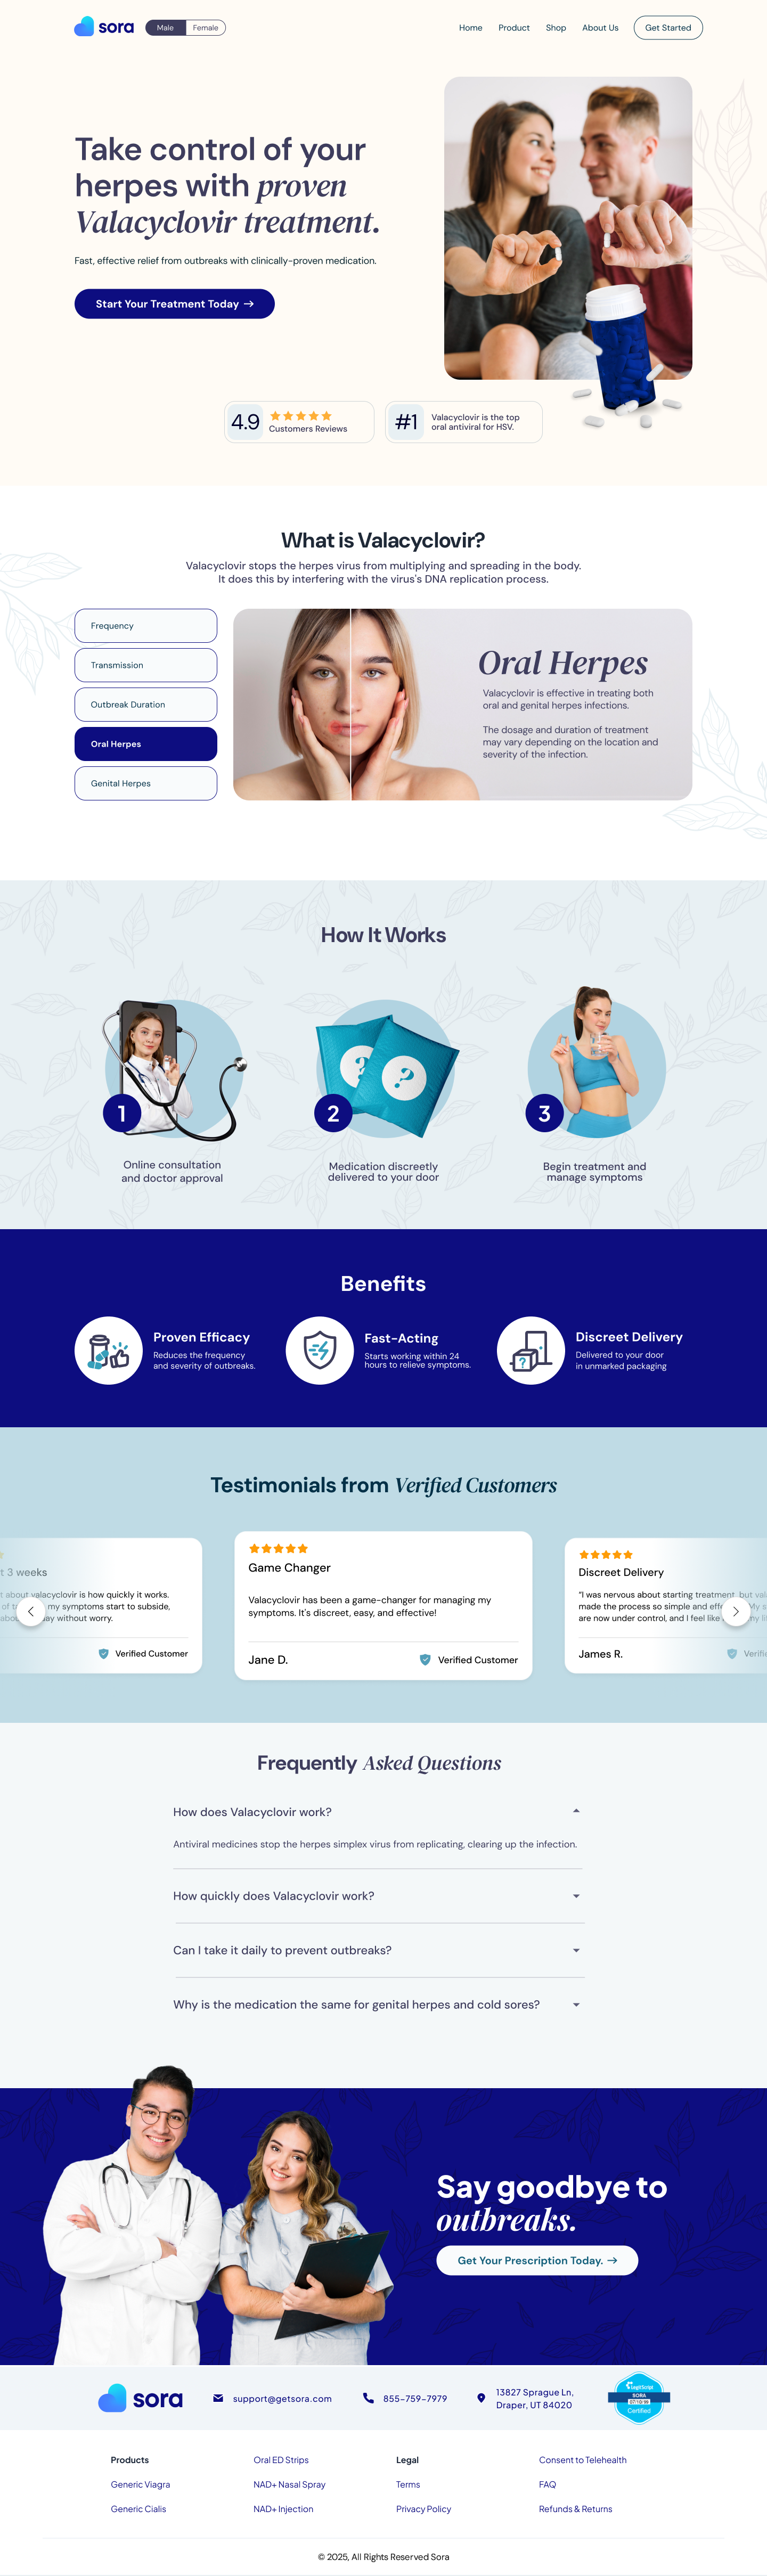 sora
Male
Female
Home
Product
Shop
About Us
Get Started
Take control of your
herpes with proven
Valacyclovir treatment.
Fast, effective relief from outbreaks with clinically-proven medication.
Start Your Treatment Today →
4.9
Customers Reviews
#1
Valacyclovir is the top
oral antiviral for HSV.
What is Valacyclovir?
Valacyclovir stops the herpes virus from multiplying and spreading in the body.
It does this by interfering with the virus's DNA replication process.
Frequency
Transmission
Outbreak Duration
Oral Herpes
Genital Herpes
Oral Herpes
Valacyclovir is effective in treating both
oral and genital herpes infections.
The dosage and duration of treatment
may vary depending on the location and
severity of the infection.
How It Works
?
?
1
2
3
Online consultation
and doctor approval
Medication discreetly
delivered to your door
Begin treatment and
manage symptoms
Benefits
Proven Efficacy
Reduces the frequency
and severity of outbreaks.
Fast-Acting
Starts working within 24
hours to relieve symptoms.
?
Discreet Delivery
Delivered to your door
in unmarked packaging
Testimonials from Verified Customers
t 3 weeks
t about valacyclovir is how quickly it works.
my symptoms start to subside,
day without worry.
Verified Customer
Game Changer
Valacyclovir has been a game-changer for managing my
symptoms. It's discreet, easy, and effective!
Jane D.
Verified Customer
Discreet Delivery
"I was nervous about starting treatment, but
made the process so simple and
are now under control, and I feel like
James R.
Frequently Asked Questions
How does Valacyclovir work?
Antiviral medicines stop the herpes simplex virus from replicating, clearing up the infection.
How quickly does Valacyclovir work?
Can I take it daily to prevent outbreaks?
Why is the medication the same for genital herpes and cold sores?
Say goodbye to
outbreaks.
Get Your Prescription Today. →
sora
support@getsora.com
855-759-7979
13827 Sprague Ln,
Draper, UT 84020
LegitScript
SORA
Certified
Products
Oral ED Strips
Legal
Consent to Telehealth
Generic Viagra
NAD+ Nasal Spray
Terms
FAQ
Generic Cialis
NAD+ Injection
Privacy Policy
Refunds & Returns
© 2025, All Rights Reserved Sora